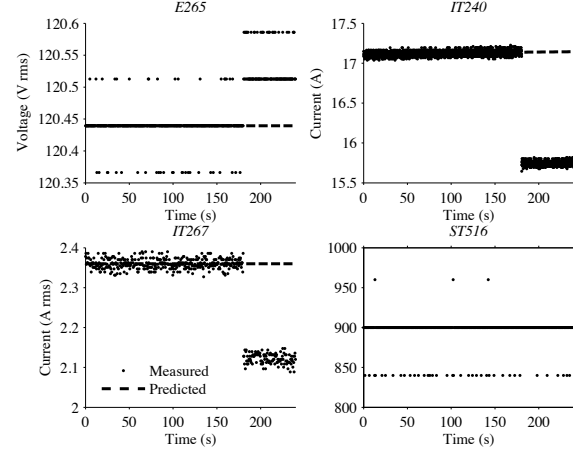 E265
Voltage (V rms)
120.6
120.55
120.5
120.45
120.4
120.35
0 50 100 150 200
Time (s)
IT240
Current (A)
17.5
17
16.5
16
15.5
0 50 100 150 200
Time (s)
IT267
Current (A rms)
2.4
2.3
2.2
2.1
2
Measured
Predicted
0 50 100 150 200
Time (s)
ST516
1000
950
900
850
800
0 50 100 150 200
Time (s)